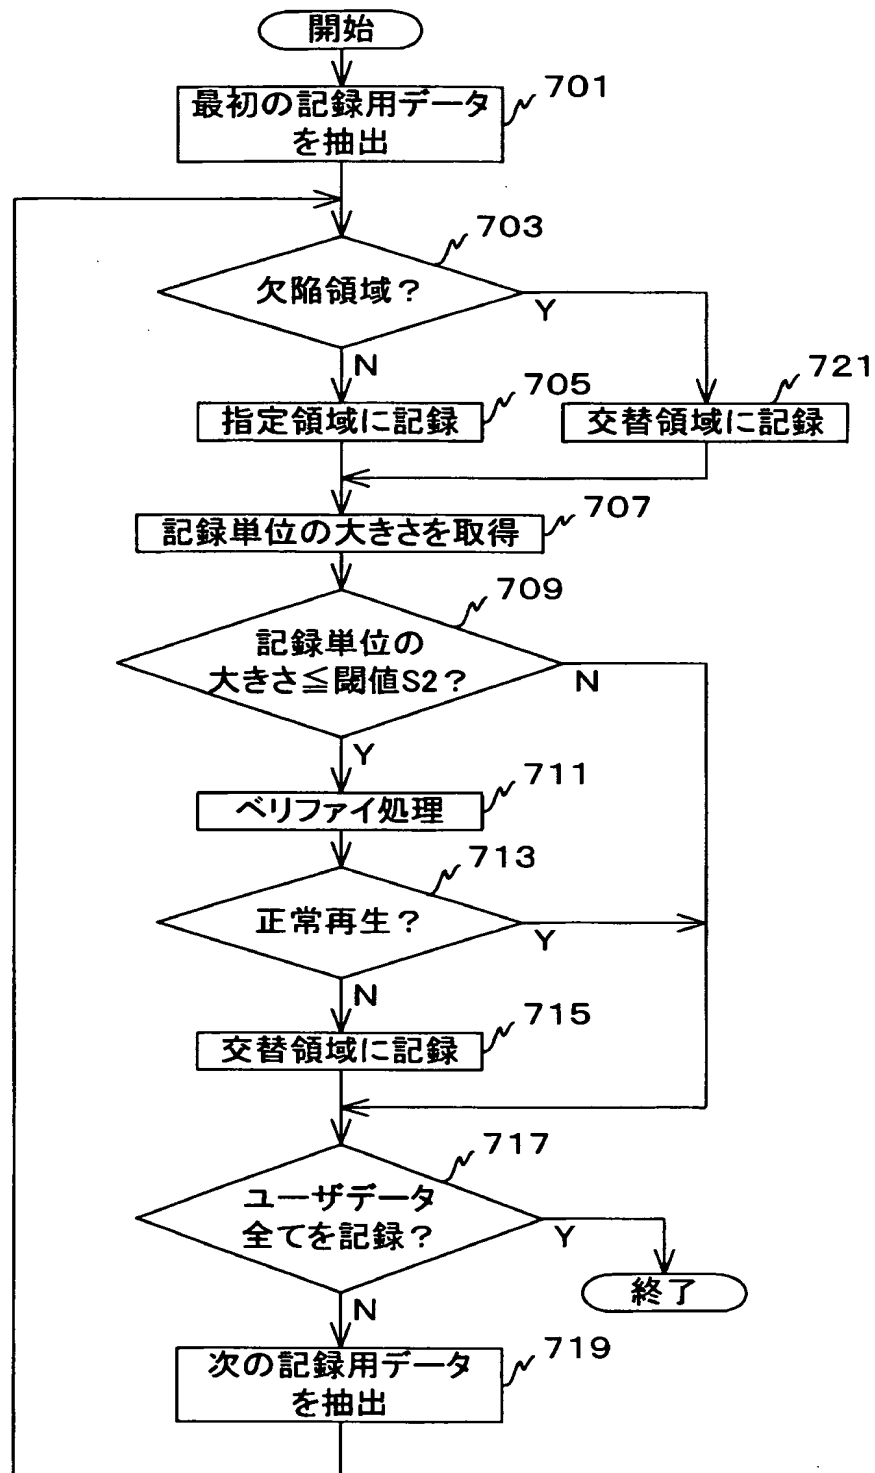 開始
最初の記録用データ
を抽出
701
703
欠陥領域?
Y
N
705
指定領域に記録
721
交替領域に記録
707
記録単位の大きさを取得
709
記録単位の
大きさ≦閾値S2?
N
Y
711
ベリファイ処理
713
正常再生?
Y
N
715
交替領域に記録
717
ユーザデータ
全てを記録?
Y
終了
N
719
次の記録用データ
を抽出